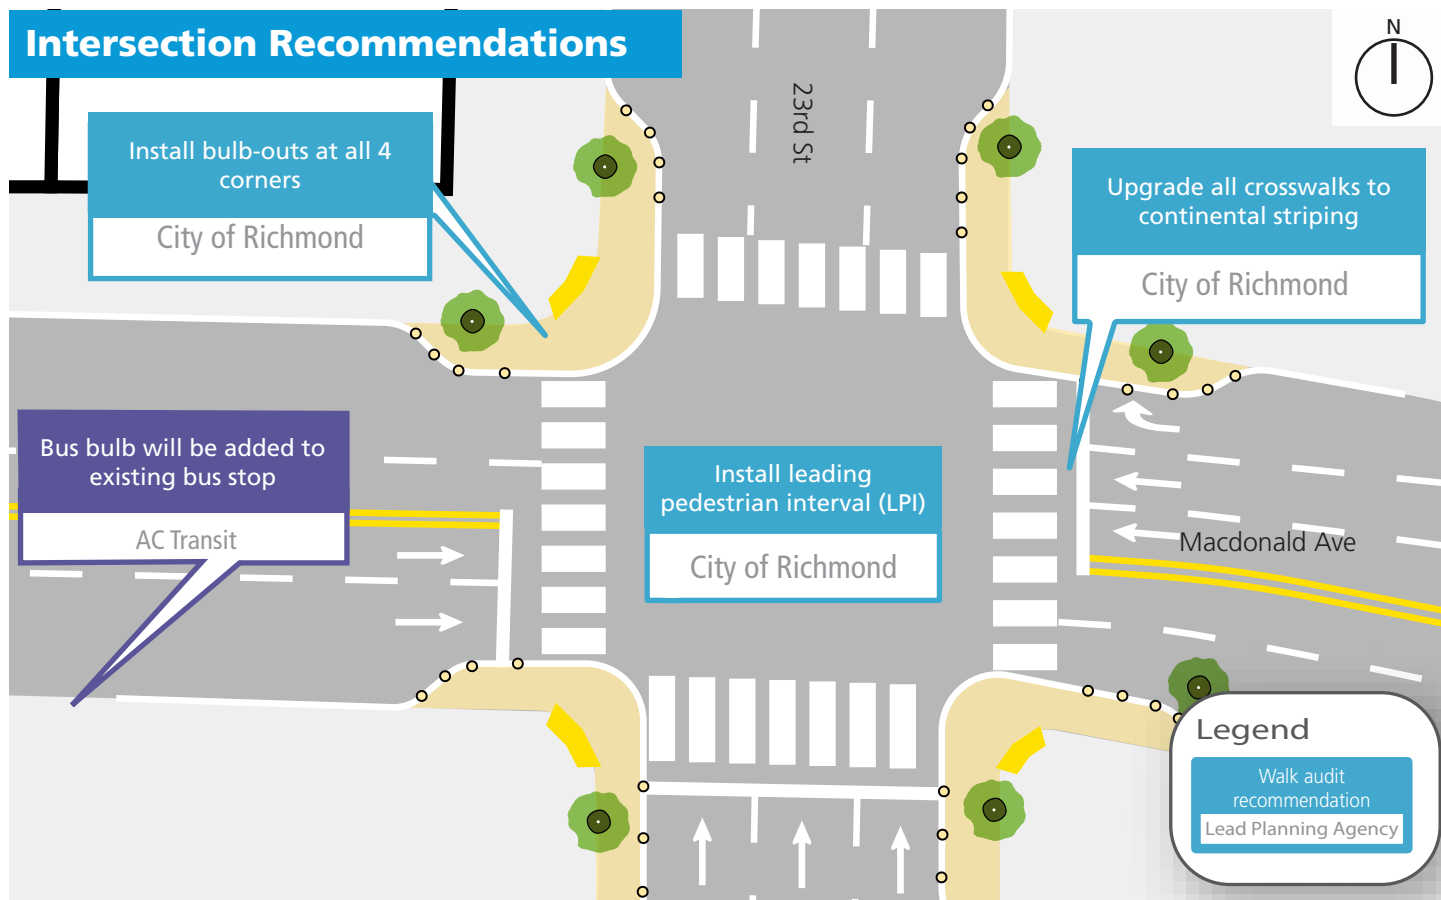 Intersection Recommendations
N
23rd St
Install bulb-outs at all 4
corners
City of Richmond
Upgrade all crosswalks to
continental striping
City of Richmond
Bus bulb will be added to
existing bus stop
AC Transit
Install leading
pedestrian interval (LPI)
City of Richmond
Macdonald Ave
Legend
Walk audit
recommendation
Lead Planning Agency